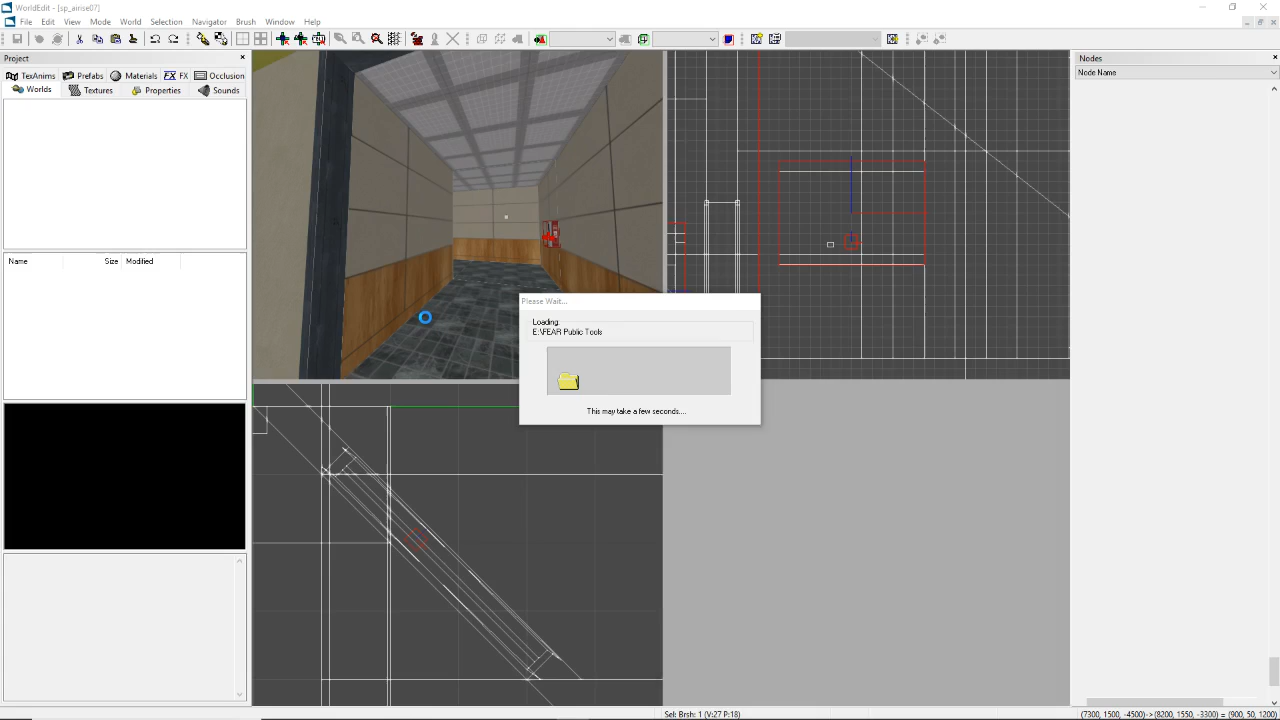 WorldEdit - [sp_airise07]
File Edit View Mode World Selection Navigator Brush Window Help
Project
TexAnims Prefabs Materials FX FX Occlusion
Worlds Textures Properties Sounds
Name Size Modified
Nodes
Node Name
Please Wait...
Loading:
E:\FEAR Public Tools
This may take a few seconds....
Sel: Brsh: 1 (V:27 P:18)
(7300, 1500, -4500)-> (8200, 1550, -3300) = (900, 50, 1200)